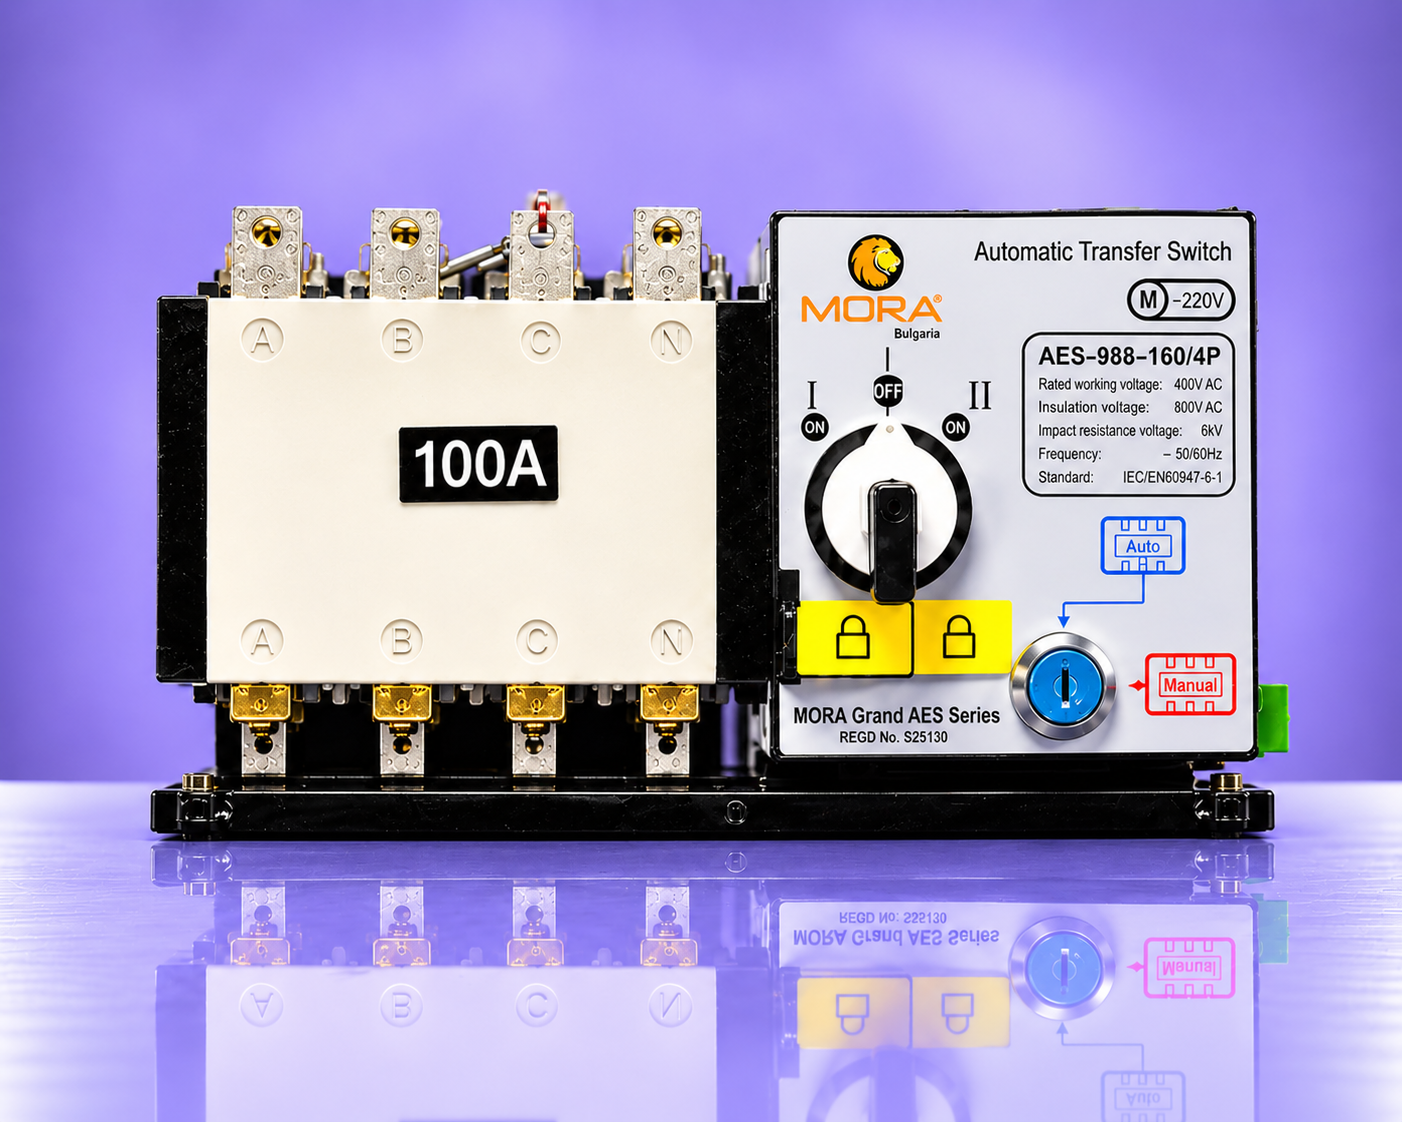 A B C N
100A
A B C N
MORA®
Bulgaria
Automatic Transfer Switch
M -220V
AES-988-160/4P
Rated working voltage: 400V AC
Insulation voltage: 800V AC
Impact resistance voltage: 6kV
Frequency: – 50/60Hz
Standard: IEC/EN60947-6-1
I OFF II
ON ON
Auto
Manual
MORA Grand AES Series
REGD No. S25130